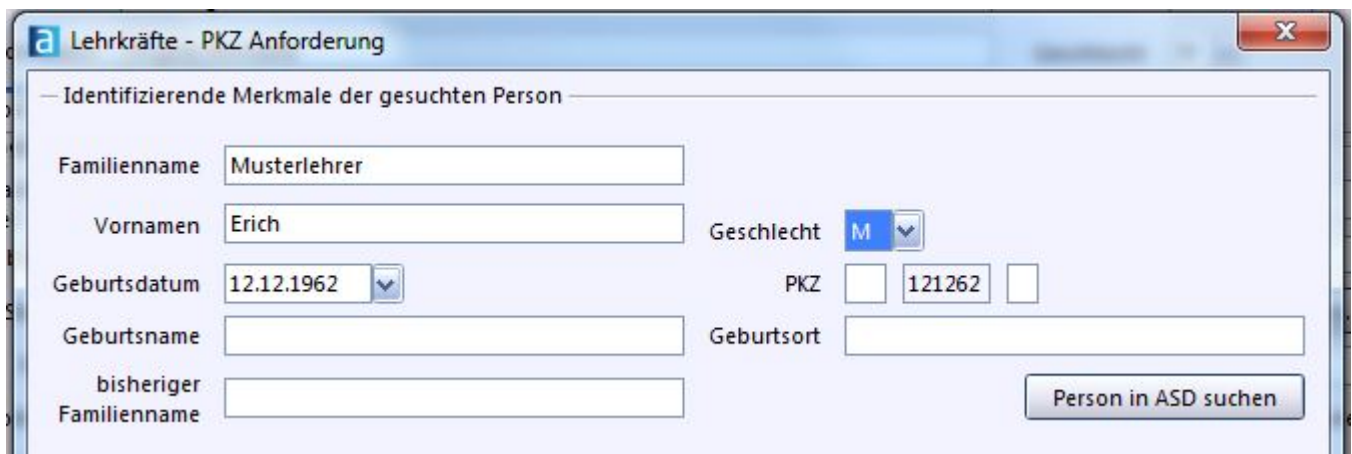 a Lehrkräfte - PKZ Anforderung X
Identifizierende Merkmale der gesuchten Person
Familienname Musterlehrer
Vornamen Erich Geschlecht M
Geburtsdatum 12.12.1962 PKZ 121262
Geburtsname Geburtsort
bisheriger
Familienname Person in ASD suchen